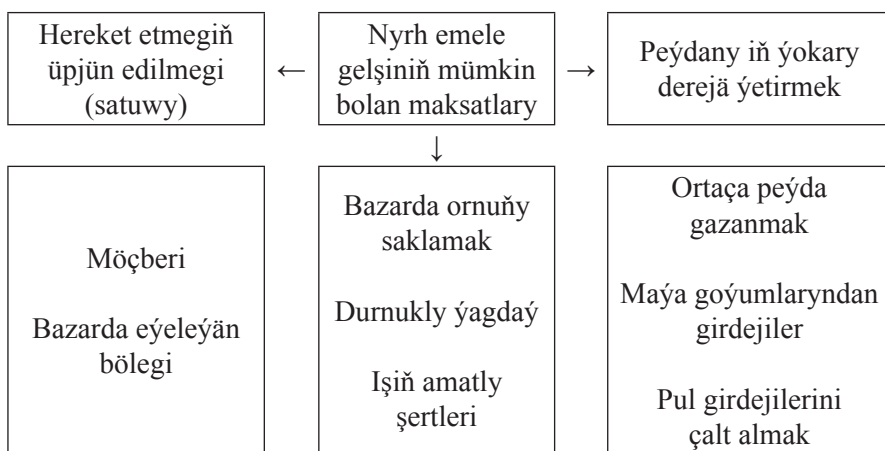 Hereket etmegiň
üpjün edilmegi
(satuwy)
←
Nyrh emele
gelşiniň mümkin
bolan maksatlary
→
Peýdany iň ýokary
derejä ýetirmek
↓
Möçberi
Bazarda eýeleýän
bölegi
Bazarda ornuňy
saklamak
Durnukly ýagdaý
Işiň amatly
şertleri
Ortaça peýda
gazanmak
Maýa goýumlaryndan
girdejiler
Pul girdejilerini
çalt almak